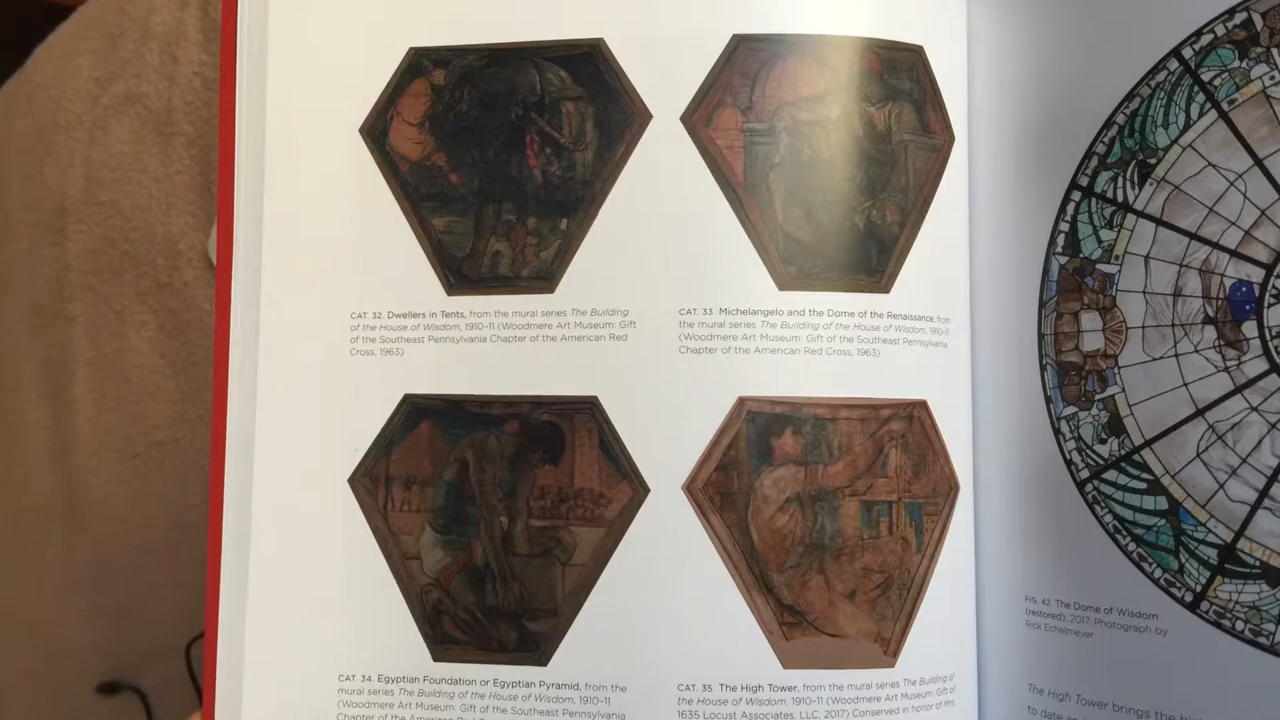 CAT. 32. Dwellers in Tents, from the mural series The Building
of the House of Wisdom, 1910–11 (Woodmere Art Museum: Gift
of the Southeast Pennsylvania Chapter of the American Red
Cross, 1963)
CAT. 33. Michelangelo and the Dome of the Renaissance, from
the mural series The Building of the House of Wisdom, 1910–11
(Woodmere Art Museum: Gift of the Southeast Pennsylvania
Chapter of the American Red Cross, 1963)
CAT. 34. Egyptian Foundation or Egyptian Pyramid, from the
mural series The Building of the House of Wisdom, 1910–11
(Woodmere Art Museum: Gift of the Southeast Pennsylvania
Chapter of the American Red
CAT. 35. The High Tower, from the mural series The Building of
the House of Wisdom, 1910–11 (Woodmere Art Museum: Gift of
1635 Locust Associates, LLC, 2017) Conserved in honor of Mrs.
FIG. 42. The Dome of Wisdom
(restored), 2017. Photograph by
Rick Echelmeyer
The High Tower brings the
to date an